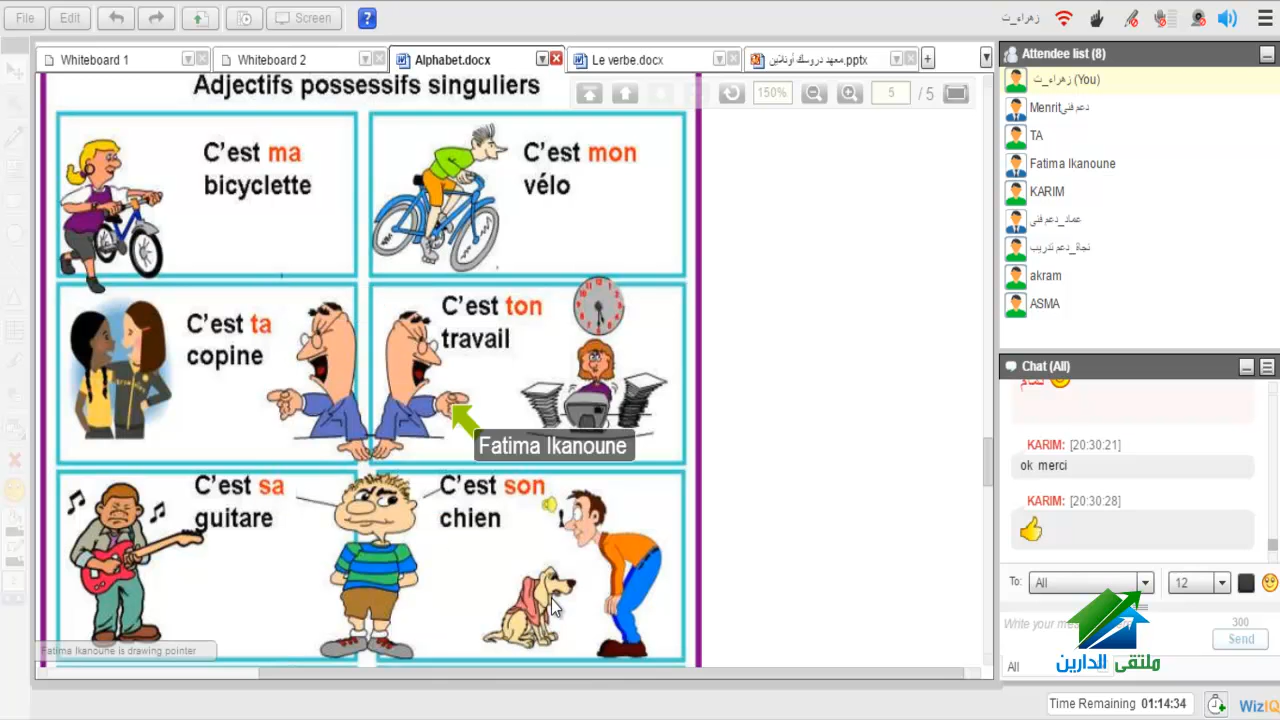 File
Edit
Screen
?
زهراء_ت
Whiteboard 1
Whiteboard 2
Alphabet.docx
Le verbe.docx
معهد دروسك أونلاين.pptx
Adjectifs possessifs singuliers
150%
5
/ 5
C'est ma
bicyclette
C'est mon
vélo
C'est ta
copine
C'est ton
travail
Fatima Ikanoune
C'est sa
guitare
C'est son
chien
Fatima Ikanoune is drawing pointer
Attendee list (8)
زهراء_ت (You)
Menritدعم فني
TA
Fatima Ikanoune
KARIM
عماد_دعم فني
نجاة_دعم تدريب
akram
ASMA
Chat (All)
KARIM: [20:30:21]
ok merci
KARIM: [20:30:28]
To:
All
12
Write your me
300
Send
ملتقى الدارين
All
Time Remaining 01:14:34
WizIQ